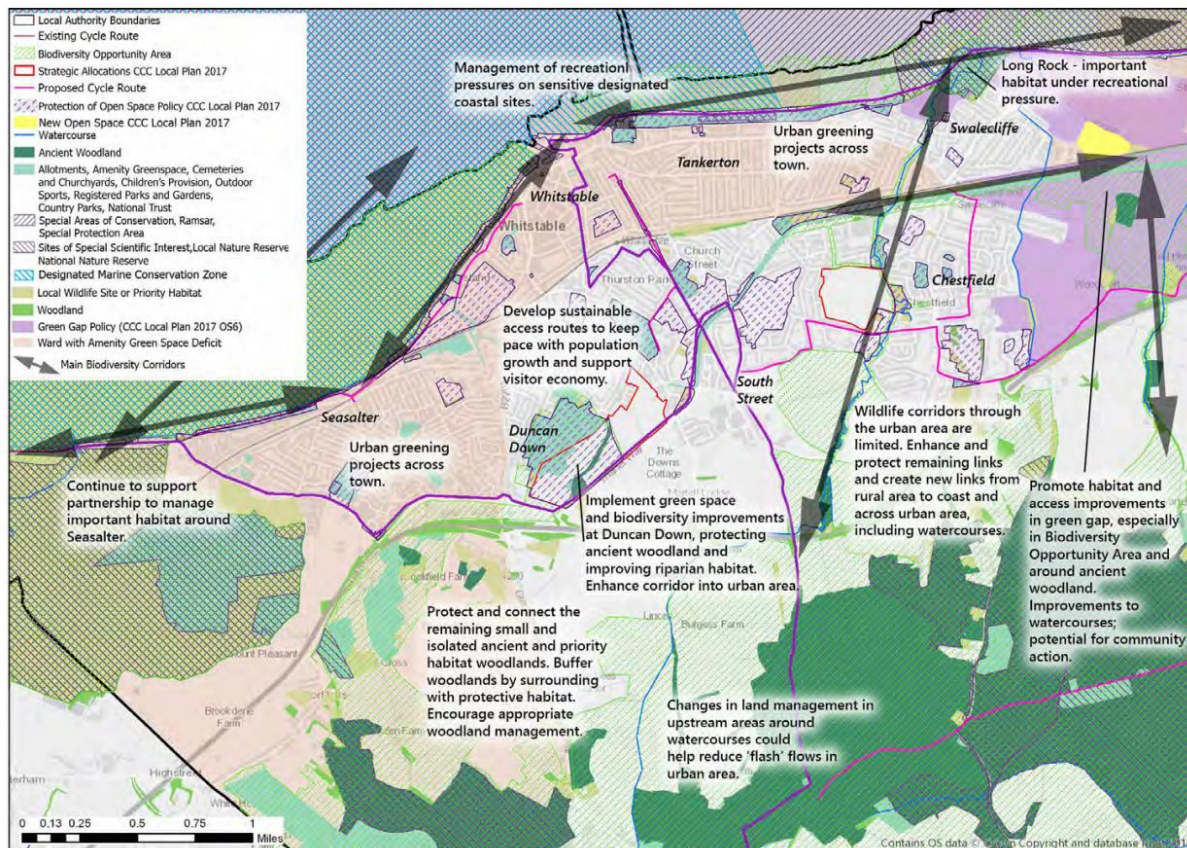 Local Authority Boundaries
Existing Cycle Route
Biodiversity Opportunity Area
Strategic Allocations CCC Local Plan 2017
Proposed Cycle Route
Protection of Open Space Policy CCC Local Plan 2017
New Open Space CCC Local Plan 2017
Watercourse
Ancient Woodland
Allotments, Amenity Greenspace, Cemeteries
and Churchyards, Children's Provision, Outdoor
Sports, Registered Parks and Gardens,
Country Parks, National Trust
Special Areas of Conservation, Ramsar,
Special Protection Area
Sites of Special Scientific Interest,Local Nature Reserve
National Nature Reserve
Designated Marine Conservation Zone
Local Wildlife Site or Priority Habitat
Woodland
Green Gap Policy (CCC Local Plan 2017 OS6)
Ward with Amenity Green Space Deficit
Main Biodiversity Corridors
Management of recreationl
pressures on sensitive designated
coastal sites.
Long Rock - important
habitat under recreational
pressure.
Swalecliffe
Urban greening
projects across
town.
Tankerton
Whitstable
Whitstable
Church
Street
Thurston Park
Chestfield
Chestfield
Develop sustainable
access routes to keep
pace with population
growth and support
visitor economy.
South
Street
Seasalter
Duncan
Down
Urban greening
projects across
town.
The
Downs
Cottage
Wildlife corridors through
the urban area are
limited. Enhance and
protect remaining links
and create new links from
rural area to coast and
across urban area,
including watercourses.
Continue to support
partnership to manage
important habitat around
Seasalter.
Implement green space
and biodiversity improvements
at Duncan Down, protecting
ancient woodland and
improving riparian habitat.
Enhance corridor into urban area.
Promote habitat and
access improvements
in green gap, especially
in Biodiversity
Opportunity Area and
around ancient
woodland.
Improvements to
watercourses;
potential for community
action.
Protect and connect the
remaining small and
isolated ancient and priority
habitat woodlands. Buffer
woodlands by surrounding
with protective habitat.
Encourage appropriate
woodland management.
Burgess Farm
Mount Pleasant
Brookdene
Farm
Highstreet
Changes in land management in
upstream areas around
watercourses could
help reduce 'flash' flows in
urban area.
0 0.13 0.25 0.5 0.75 1
Miles
Contains OS data © Crown Copyright and database